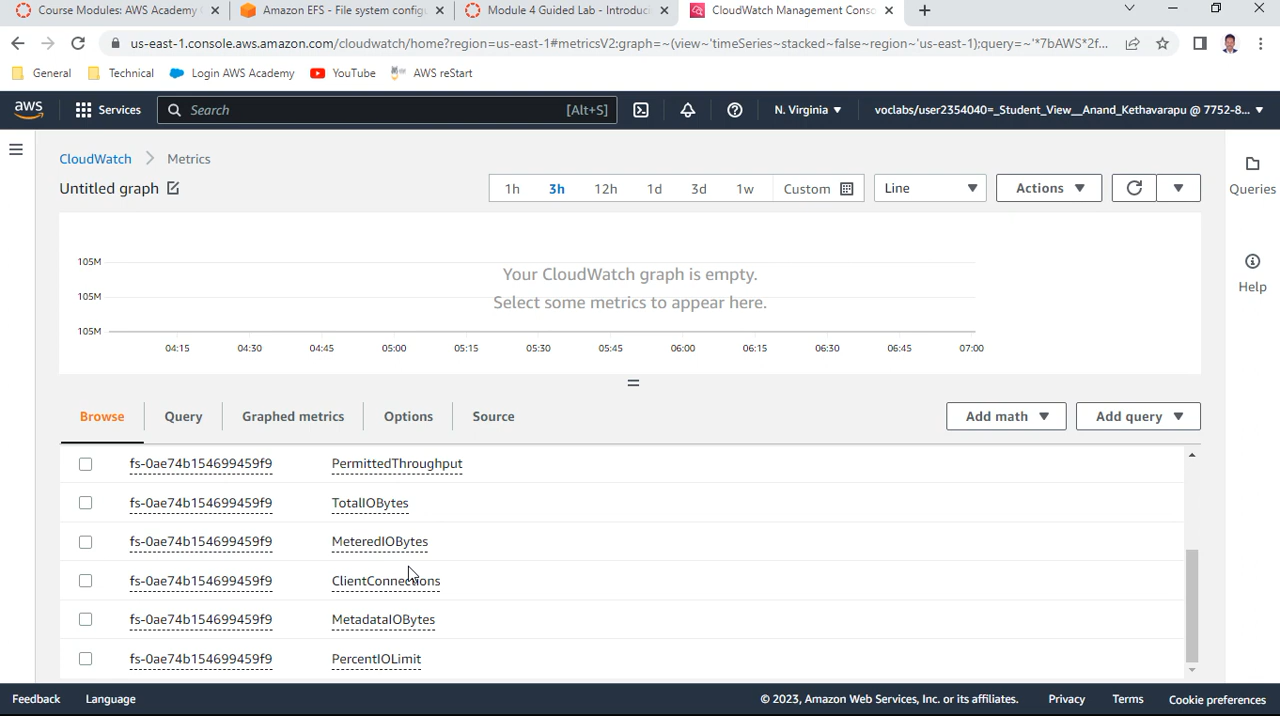 Course Modules: AWS Academy
Amazon EFS - File system configu
Module 4 Guided Lab - Introduci
CloudWatch Management Conso
us-east-1.console.aws.amazon.com/cloudwatch/home?region=us-east-1#metricsV2:graph=~(view~'timeSeries~stacked~false~region~'us-east-1);query=~'*7bAWS*2f...
General
Technical
Login AWS Academy
YouTube
AWS reStart
aws
Services
Search
[Alt+S]
N. Virginia
voclabs/user2354040=_Student_View__Anand_Kethavarapu @ 7752-8...
CloudWatch
Metrics
Untitled graph
1h
3h
12h
1d
3d
1w
Custom
Line
Actions
Queries
Help
105M
105M
105M
Your CloudWatch graph is empty.
Select some metrics to appear here.
04:15
04:30
04:45
05:00
05:15
05:30
05:45
06:00
06:15
06:30
06:45
07:00
Browse
Query
Graphed metrics
Options
Source
Add math
Add query
fs-0ae74b154699459f9 PermittedThroughput
fs-0ae74b154699459f9 TotalIOBytes
fs-0ae74b154699459f9 MeteredIOBytes
fs-0ae74b154699459f9 ClientConnections
fs-0ae74b154699459f9 MetadataIOBytes
fs-0ae74b154699459f9 PercentIOLimit
Feedback
Language
© 2023, Amazon Web Services, Inc. or its affiliates.
Privacy
Terms
Cookie preferences